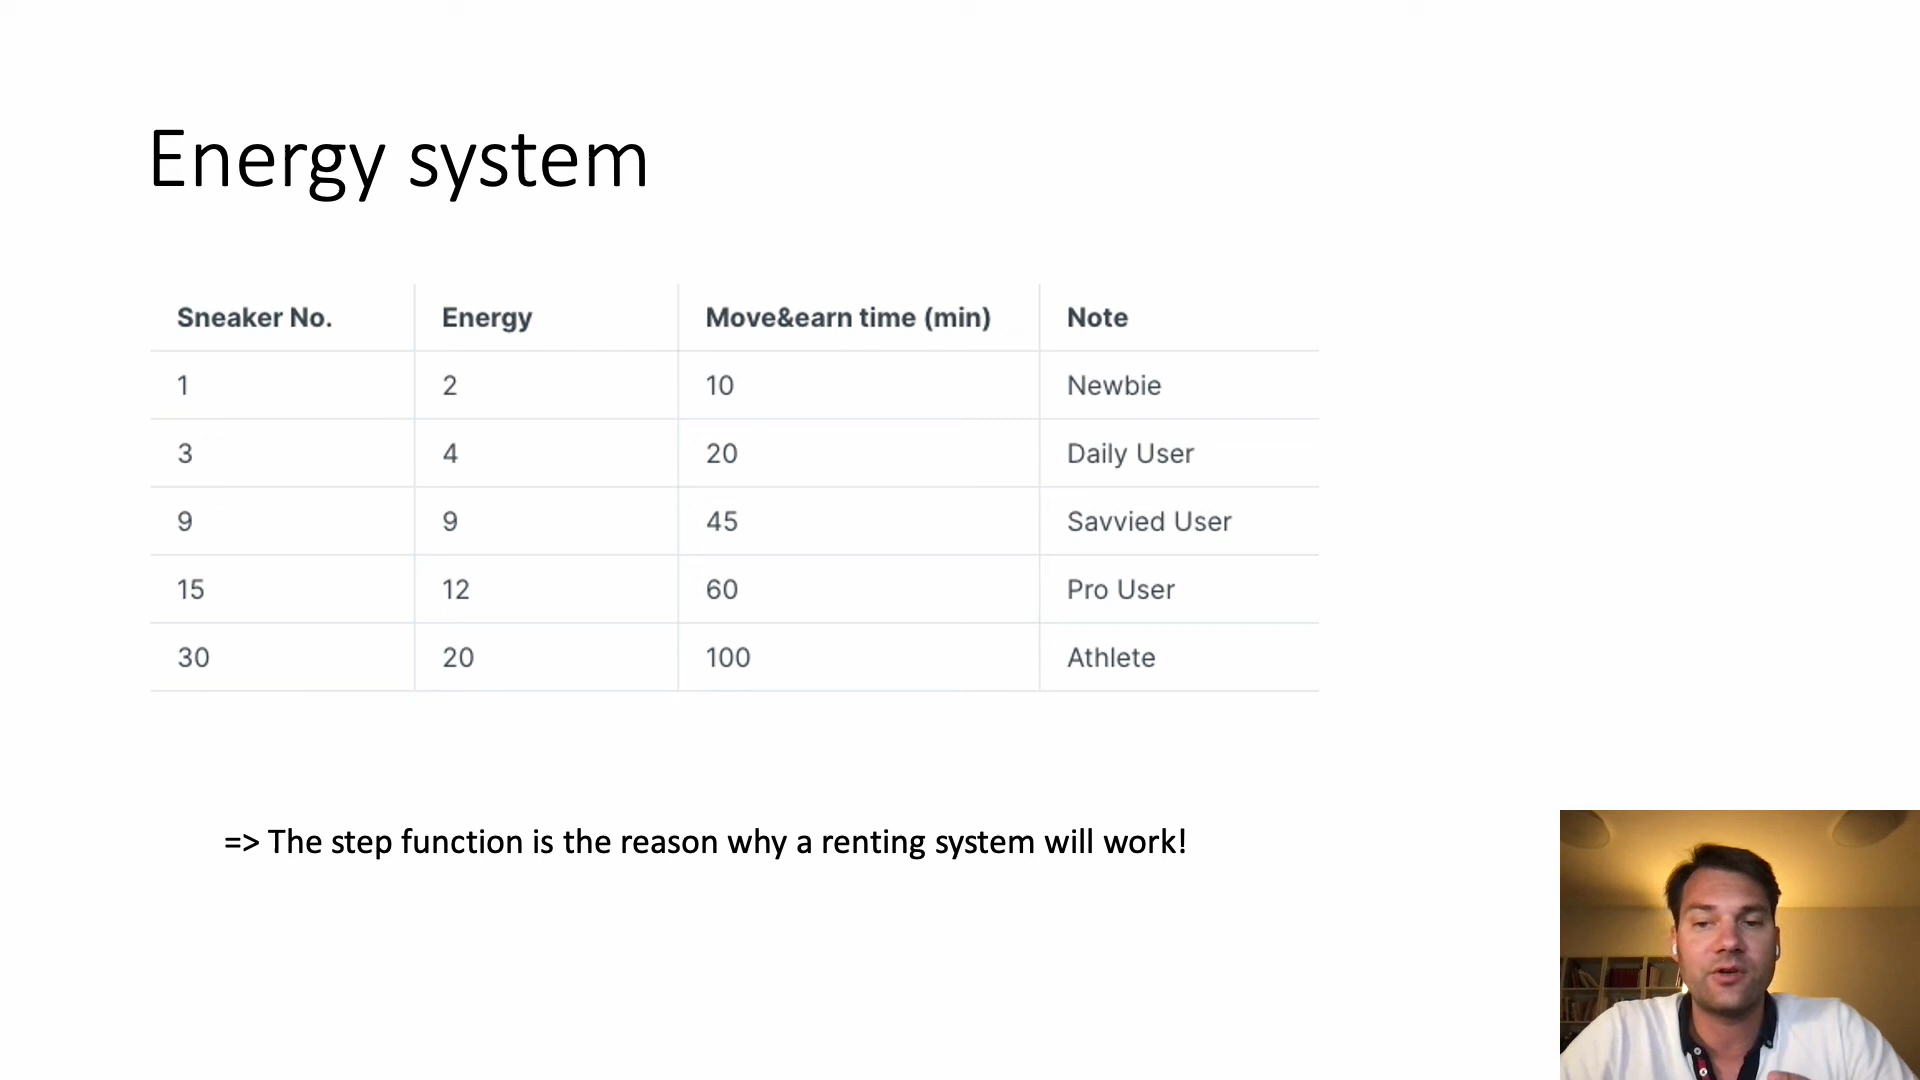 Energy system
Sneaker No. Energy Move&earn time (min) Note
1 2 10 Newbie
3 4 20 Daily User
9 9 45 Savvied User
15 12 60 Pro User
30 20 100 Athlete
=> The step function is the reason why a renting system will work!